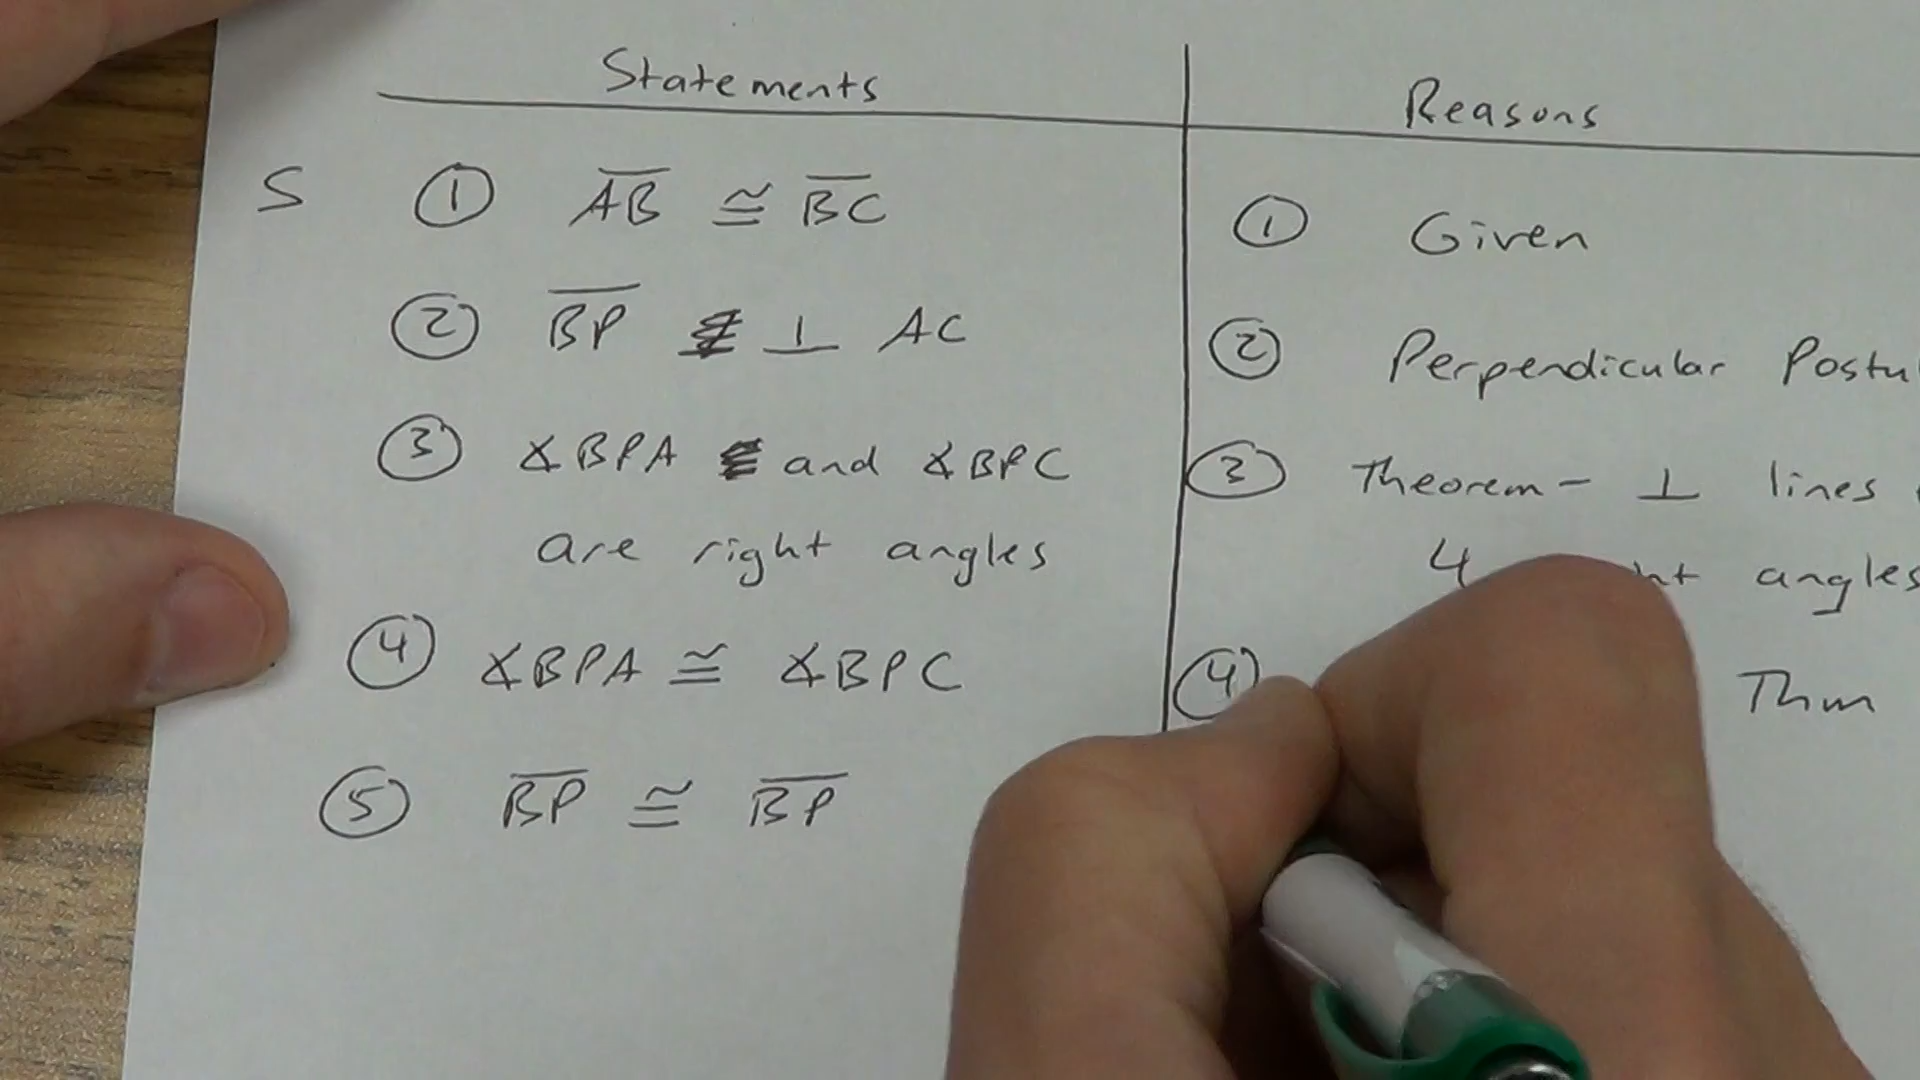 Statements
Reasons
S ① AB ≅ BC
① Given
② BP ⊥ AC
② Perpendicular
③ ∡BPA and ∡BPC
are right angles
③ Theorem - ⊥ lines
4 angles
④ ∡BPA ≅ ∡BPC
④ Thm
⑤ BP ≅ BP